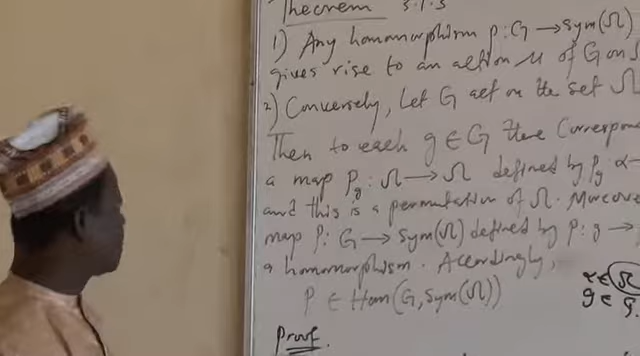 Theorem 3.1.3
1) Any homomorphism ρ: G → Sym(Ω)
gives rise to an action μ of G on Ω
2) Conversely, Let G act on the set Ω
Then to each g ∈ G there Correspon
a map ρg: Ω → Ω defined by ρg α→
and this is a permutation of Ω. Moreove
map ρ: G → Sym(Ω) defined by ρ: g →
a homomorphism. Accordingly,
ρ ∈ Hom(G, Sym(Ω))
α ∈ Ω
g ∈ G.
Proof.